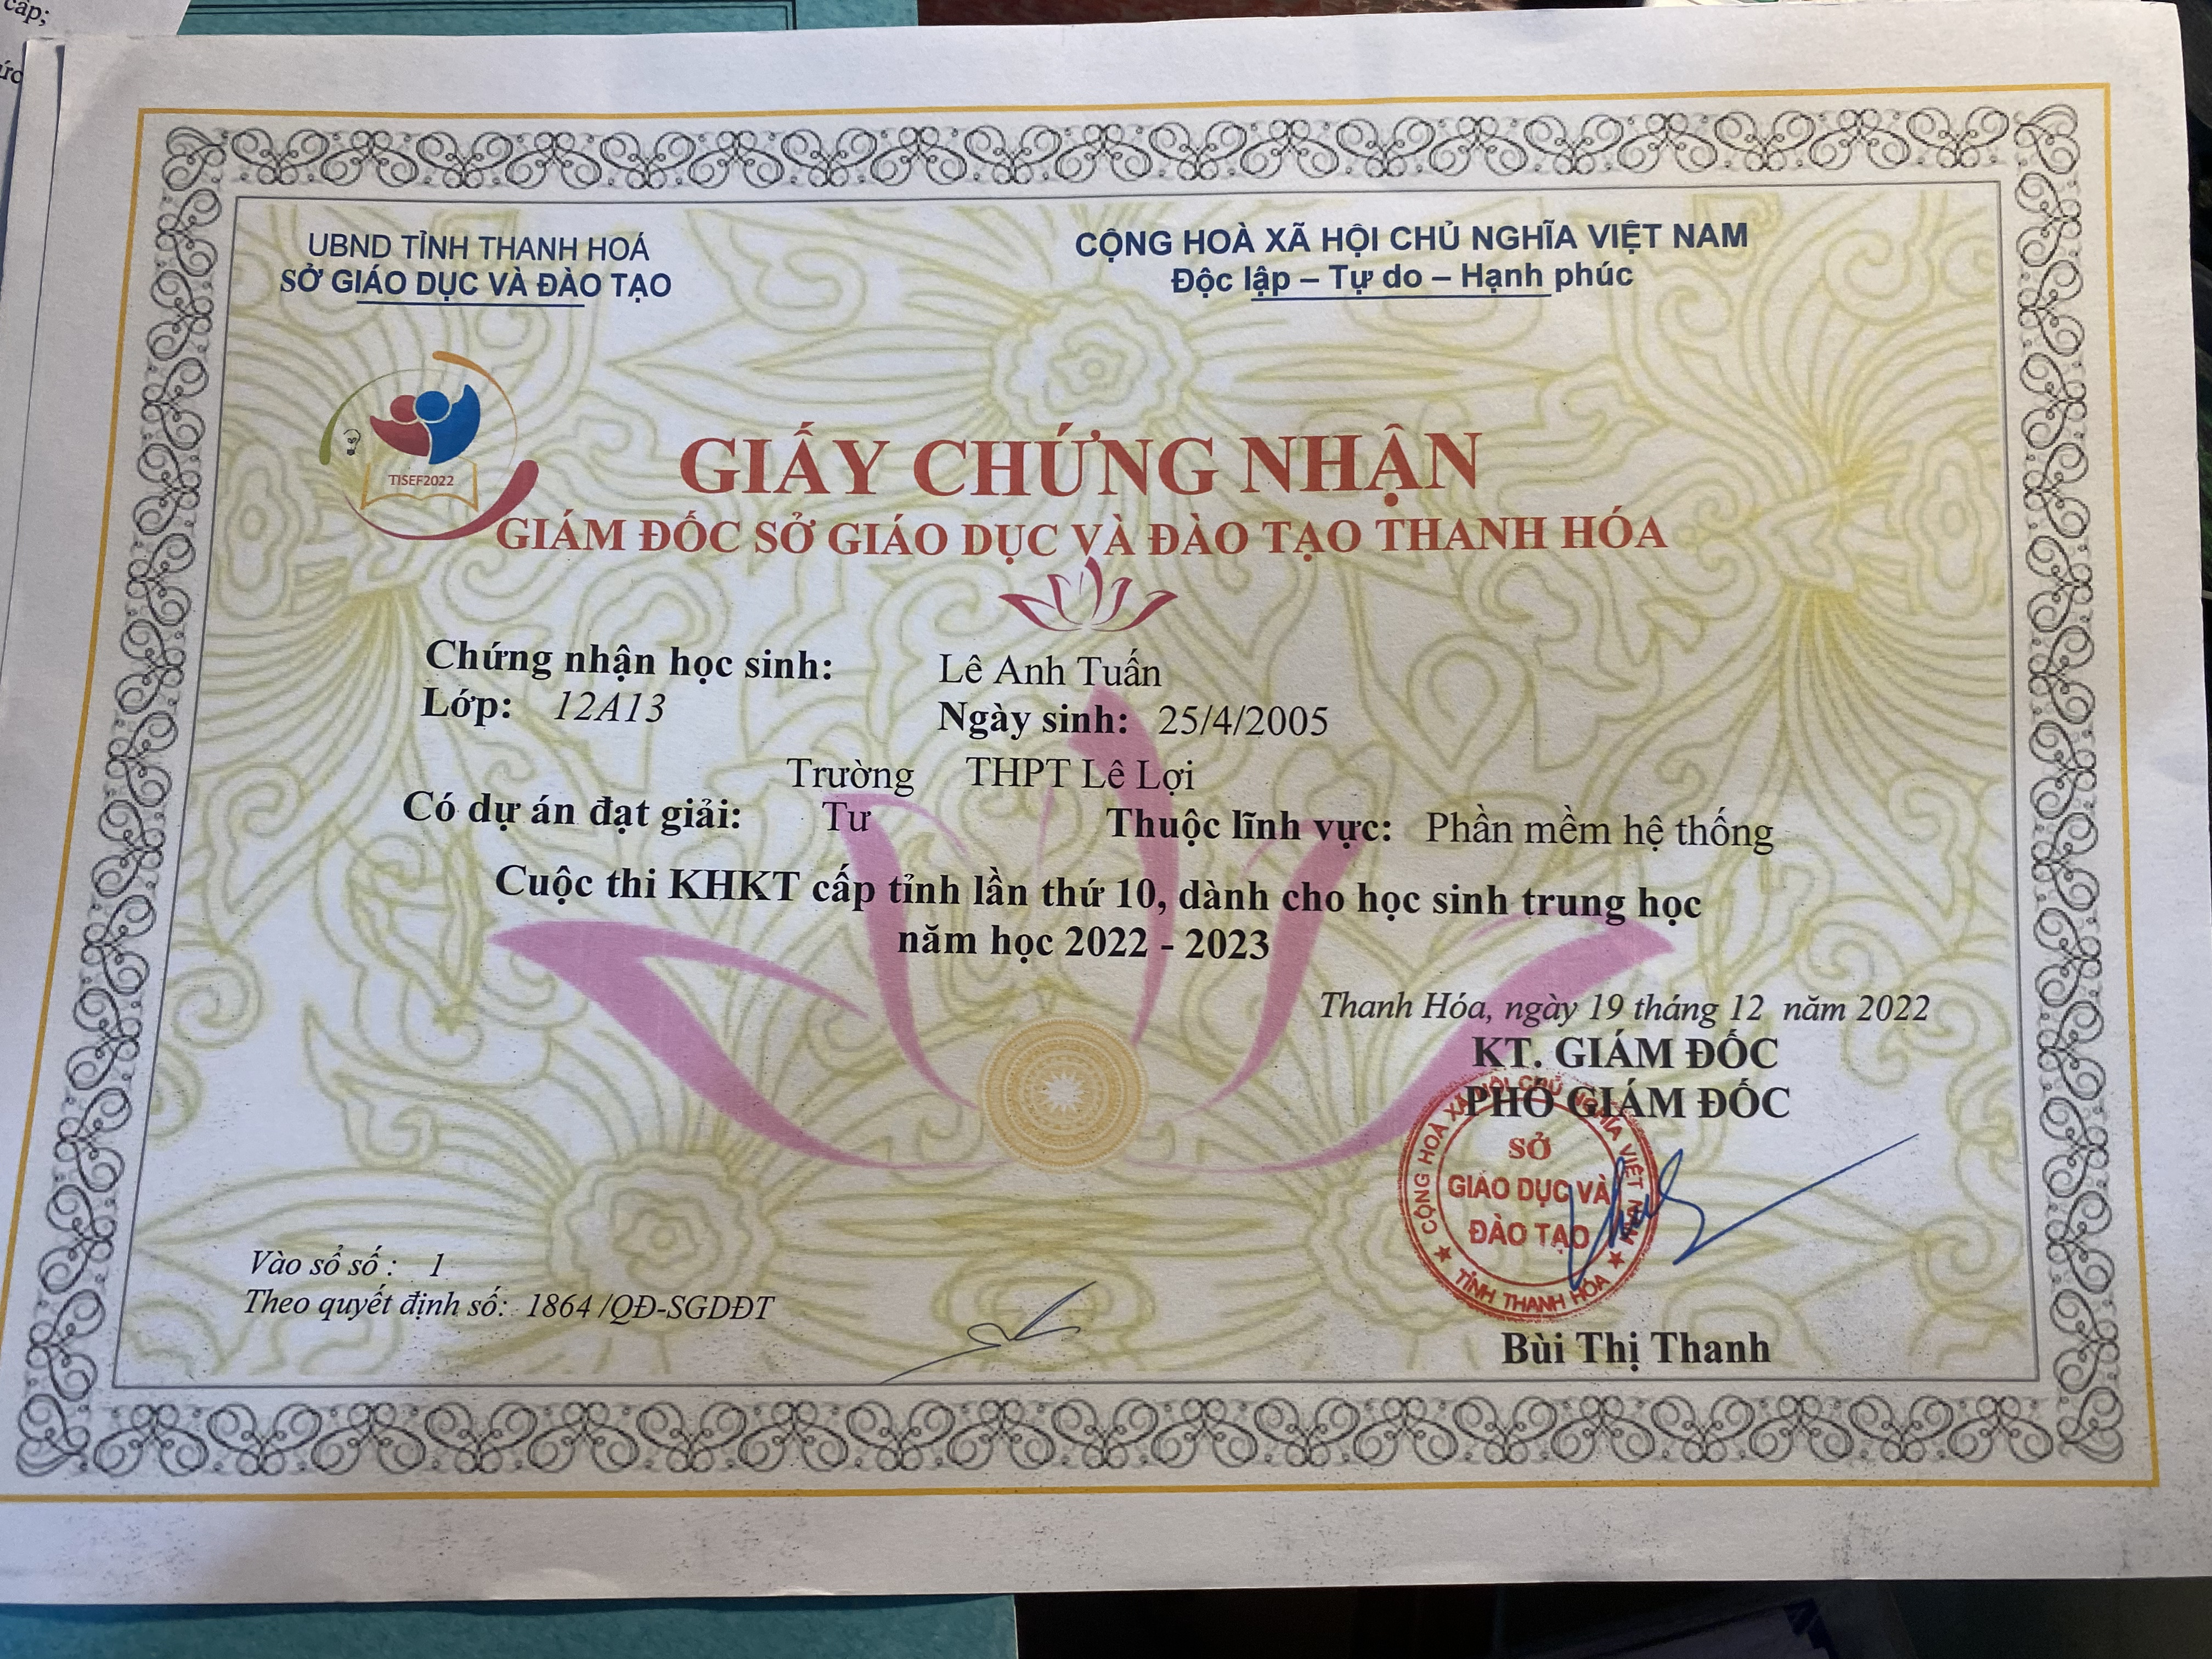 cấp;
ức
UBND TỈNH THANH HOÁ
SỞ GIÁO DỤC VÀ ĐÀO TẠO
CỘNG HOÀ XÃ HỘI CHỦ NGHĨA VIỆT NAM
Độc lập – Tự do – Hạnh phúc
TISEF2022
GIẤY CHỨNG NHẬN
GIÁM ĐỐC SỞ GIÁO DỤC VÀ ĐÀO TẠO THANH HÓA
Chứng nhận học sinh: Lê Anh Tuấn
Lớp: 12A13 Ngày sinh: 25/4/2005
Trường THPT Lê Lợi
Có dự án đạt giải: Tư Thuộc lĩnh vực: Phần mềm hệ thống
Cuộc thi KHKT cấp tỉnh lần thứ 10, dành cho học sinh trung học
năm học 2022 - 2023
Thanh Hóa, ngày 19 tháng 12 năm 2022
KT. GIÁM ĐỐC
PHÓ GIÁM ĐỐC
CỘNG HOÀ XÃ HỘI CHỦ NGHĨA VIỆT NAM
SỞ
GIÁO DỤC VÀ
ĐÀO TẠO
★ TỈNH THANH HÓA ★
Bùi Thị Thanh
Vào sổ số : 1
Theo quyết định số: 1864 /QĐ-SGDĐT